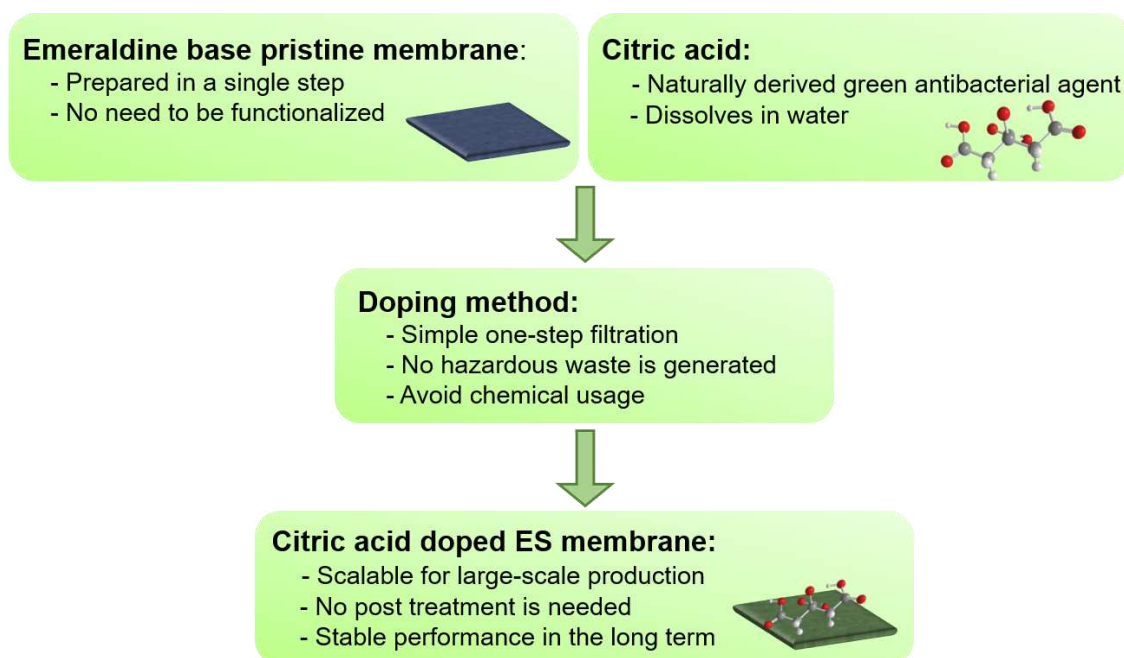 Emeraldine base pristine membrane:
- Prepared in a single step
- No need to be functionalized
Citric acid:
- Naturally derived green antibacterial agent
- Dissolves in water
Doping method:
- Simple one-step filtration
- No hazardous waste is generated
- Avoid chemical usage
Citric acid doped ES membrane:
- Scalable for large-scale production
- No post treatment is needed
- Stable performance in the long term